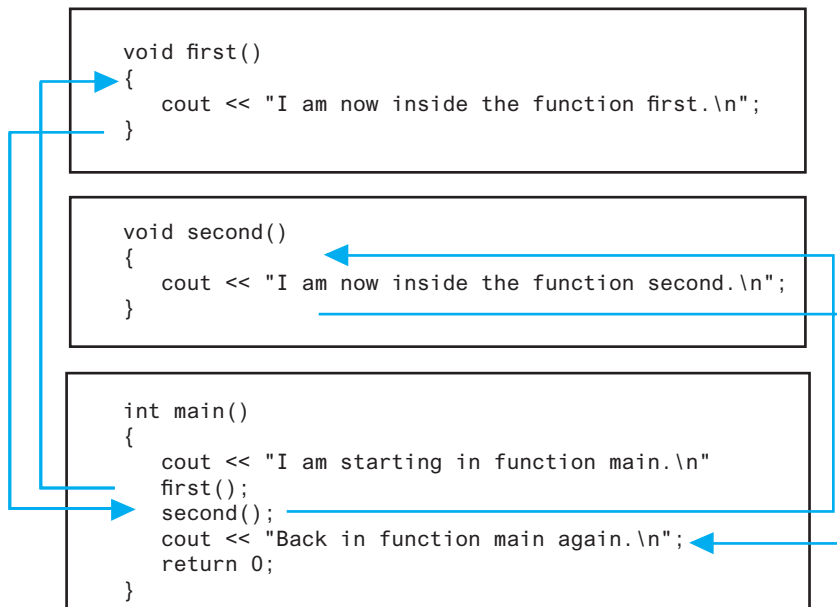 void first()
{
cout << "I am now inside the function first.\n";
}
void second()
{
cout << "I am now inside the function second.\n";
}
int main()
{
cout << "I am starting in function main.\n"
first();
second();
cout << "Back in function main again.\n";
return 0;
}